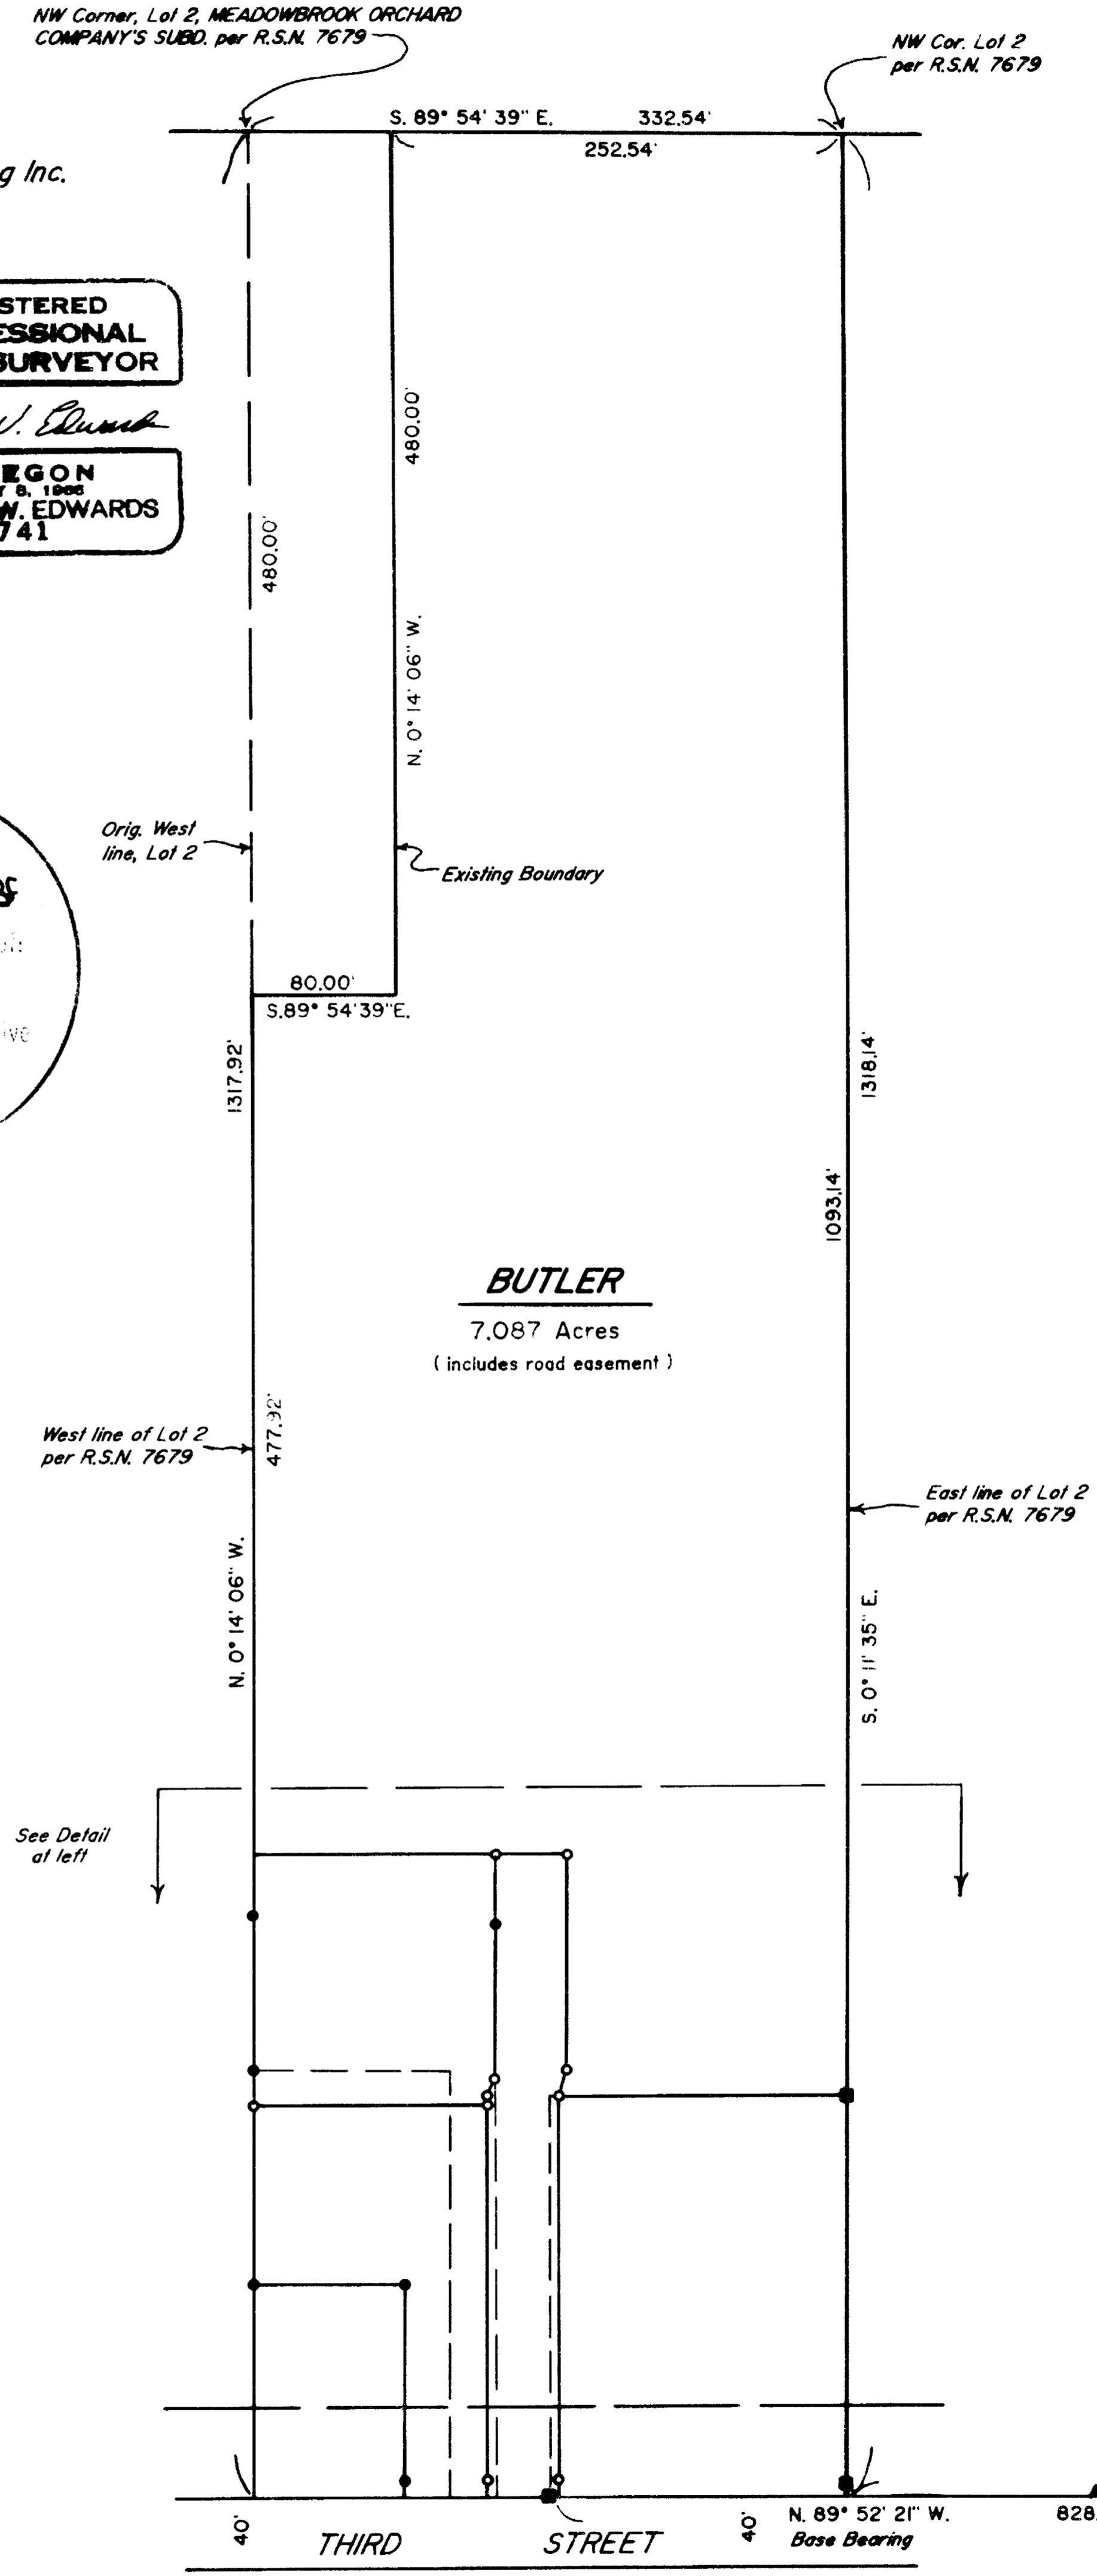 NW Corner, Lot 2, MEADOWBROOK ORCHARD
COMPANY'S SUBD. per R.S.N. 7679
NW Cor. Lot 2
per R.S.N. 7679
S. 89° 54' 39" E. 332.54'
252.54'
g Inc.
STERED
ESSIONAL
SURVEYOR
EGON
Y 8, 1966
W. EDWARDS
741
480.00'
480.00'
N. 0° 14' 06" W.
Orig. West
line, Lot 2
Existing Boundary
80.00'
S. 89° 54' 39" E.
1317.92'
1318.14'
1093.14'
BUTLER
7.087 Acres
( includes road easement )
477.92'
West line of Lot 2
per R.S.N. 7679
East line of Lot 2
per R.S.N. 7679
N. 0° 14' 06" W.
S. 0° 11' 35" E.
See Detail
at left
40'
THIRD STREET
40'
N. 89° 52' 21" W.
Base Bearing
828.